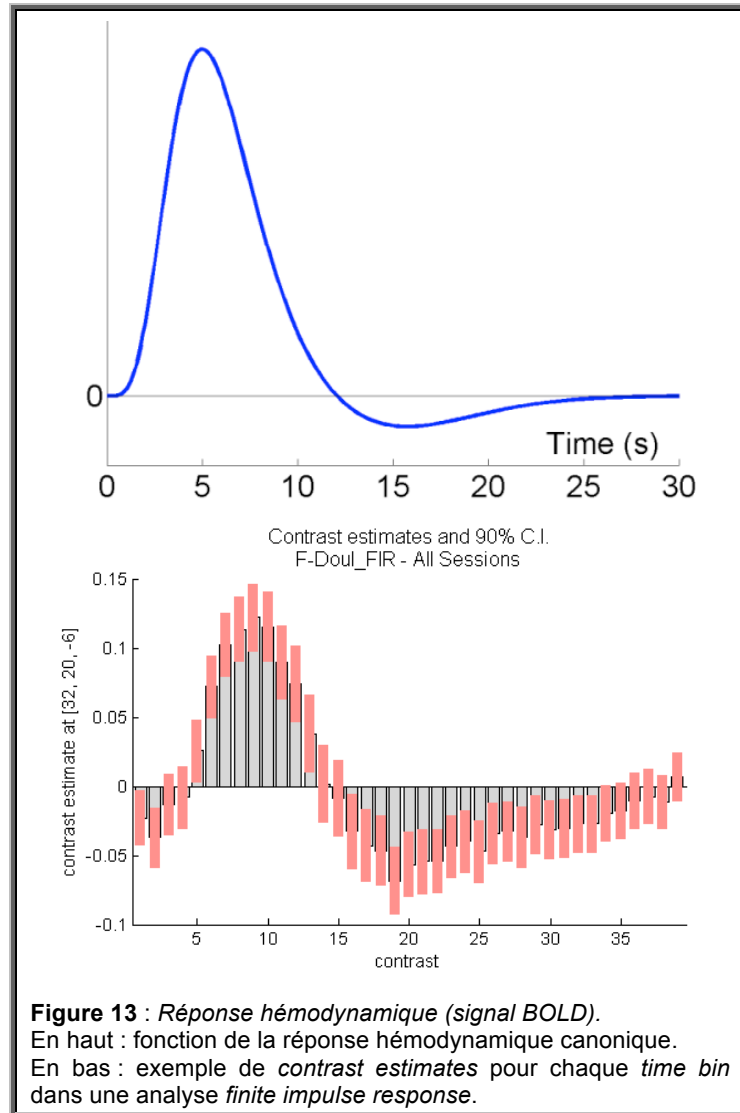 0
Time (s)
0 5 10 15 20 25 30
Contrast estimates and 90% C.I.
F-Doul_FIR - All Sessions
contrast estimate at [32, 20, -6]
0.15
0.1
0.05
0
-0.05
-0.1
5 10 15 20 25 30 35
contrast
Figure 13 : Réponse hémodynamique (signal BOLD).
En haut : fonction de la réponse hémodynamique canonique.
En bas : exemple de contrast estimates pour chaque time bin
dans une analyse finite impulse response.